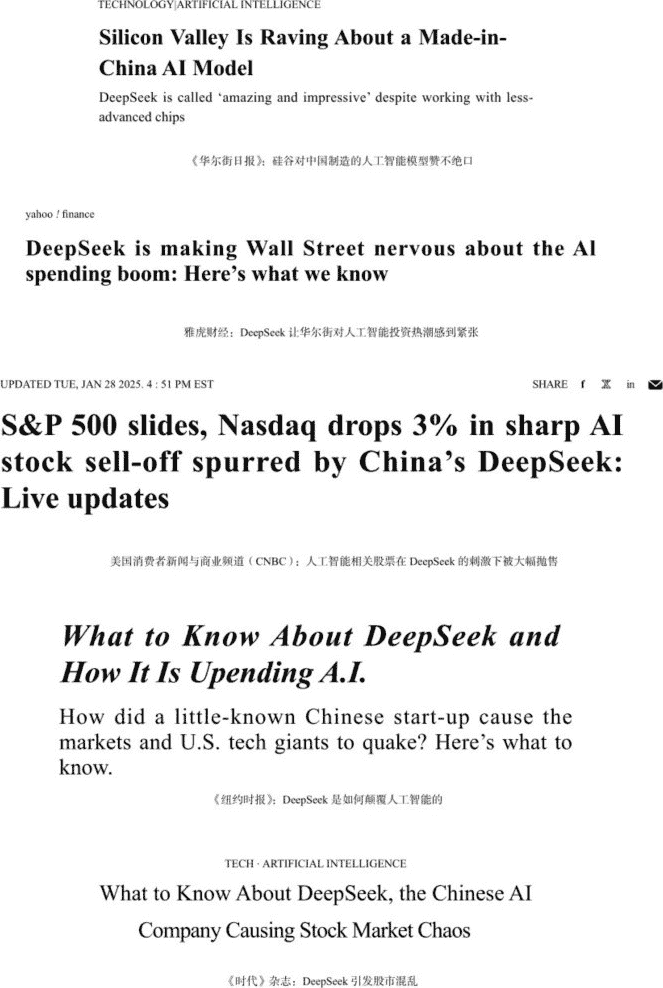 TECHNOLOGY|ARTIFICIAL INTELLIGENCE
Silicon Valley Is Raving About a Made-in-
China AI Model
DeepSeek is called ‘amazing and impressive’ despite working with less-
advanced chips
《华尔街日报》：硅谷对中国制造的人工智能模型赞不绝口
yahoo ! finance
DeepSeek is making Wall Street nervous about the AI
spending boom: Here’s what we know
雅虎财经：DeepSeek 让华尔街对人工智能投资热潮感到紧张
UPDATED TUE, JAN 28 2025. 4 : 51 PM EST
SHARE f X in
S&P 500 slides, Nasdaq drops 3% in sharp AI
stock sell-off spurred by China’s DeepSeek:
Live updates
美国消费者新闻与商业频道（CNBC）：人工智能相关股票在 DeepSeek 的刺激下被大幅抛售
What to Know About DeepSeek and
How It Is Upending A.I.
How did a little-known Chinese start-up cause the
markets and U.S. tech giants to quake? Here’s what to
know.
《纽约时报》：DeepSeek 是如何颠覆人工智能的
TECH · ARTIFICIAL INTELLIGENCE
What to Know About DeepSeek, the Chinese AI
Company Causing Stock Market Chaos
《时代》杂志：DeepSeek 引发股市混乱